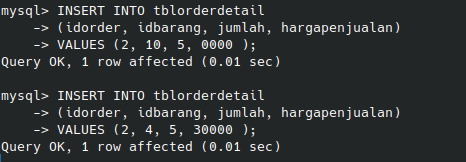 mysql> INSERT INTO tblorderdetail
    -> (idorder, idbarang, jumlah, hargapenjualan)
    -> VALUES (2, 10, 5, 0000 );
Query OK, 1 row affected (0.01 sec)

mysql> INSERT INTO tblorderdetail
    -> (idorder, idbarang, jumlah, hargapenjualan)
    -> VALUES (2, 4, 5, 30000 );
Query OK, 1 row affected (0.01 sec)